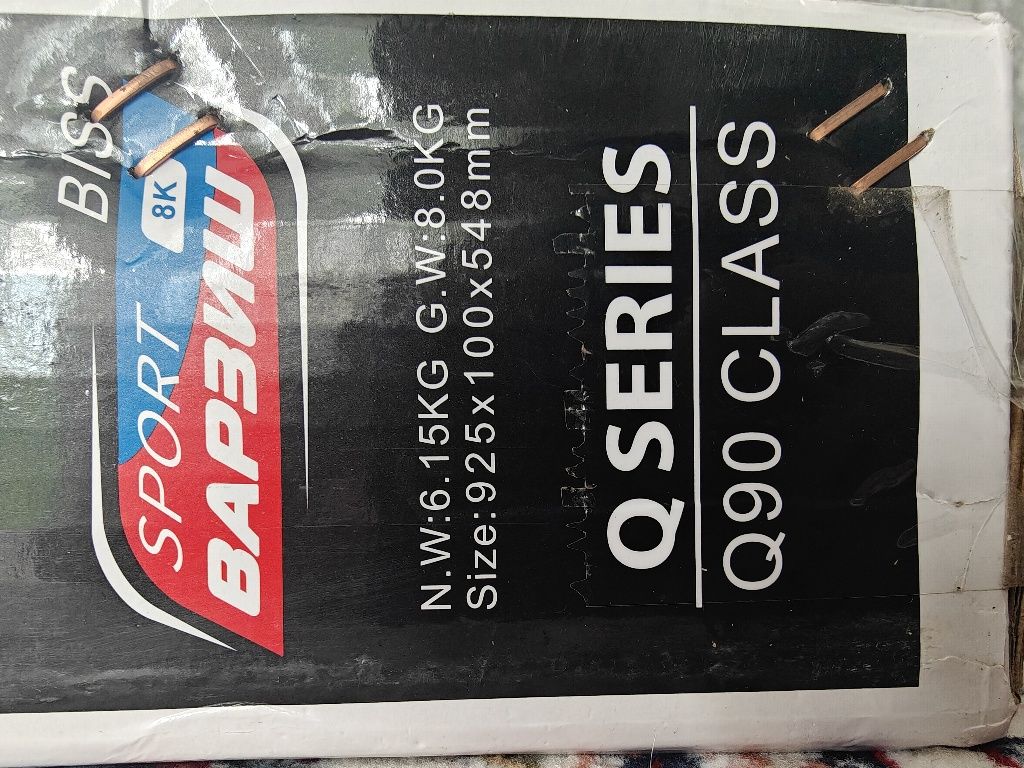 BISS
8K
SPORT
ВАРЗИШ
N.W:6.15KG G.W:8.0KG
Size:925x100x548mm
Q SERIES
Q90 CLASS